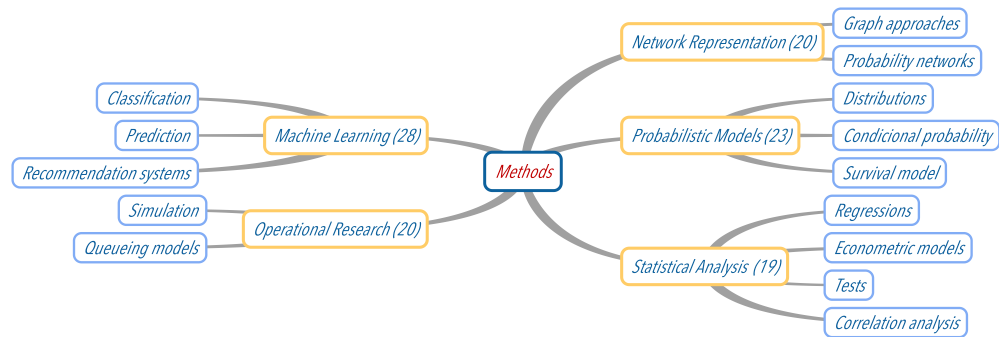 Methods
Network Representation (20)
Graph approaches
Probability networks
Probabilistic Models (23)
Distributions
Condicional probability
Survival model
Statistical Analysis (19)
Regressions
Econometric models
Tests
Correlation analysis
Machine Learning (28)
Classification
Prediction
Recommendation systems
Operational Research (20)
Simulation
Queueing models